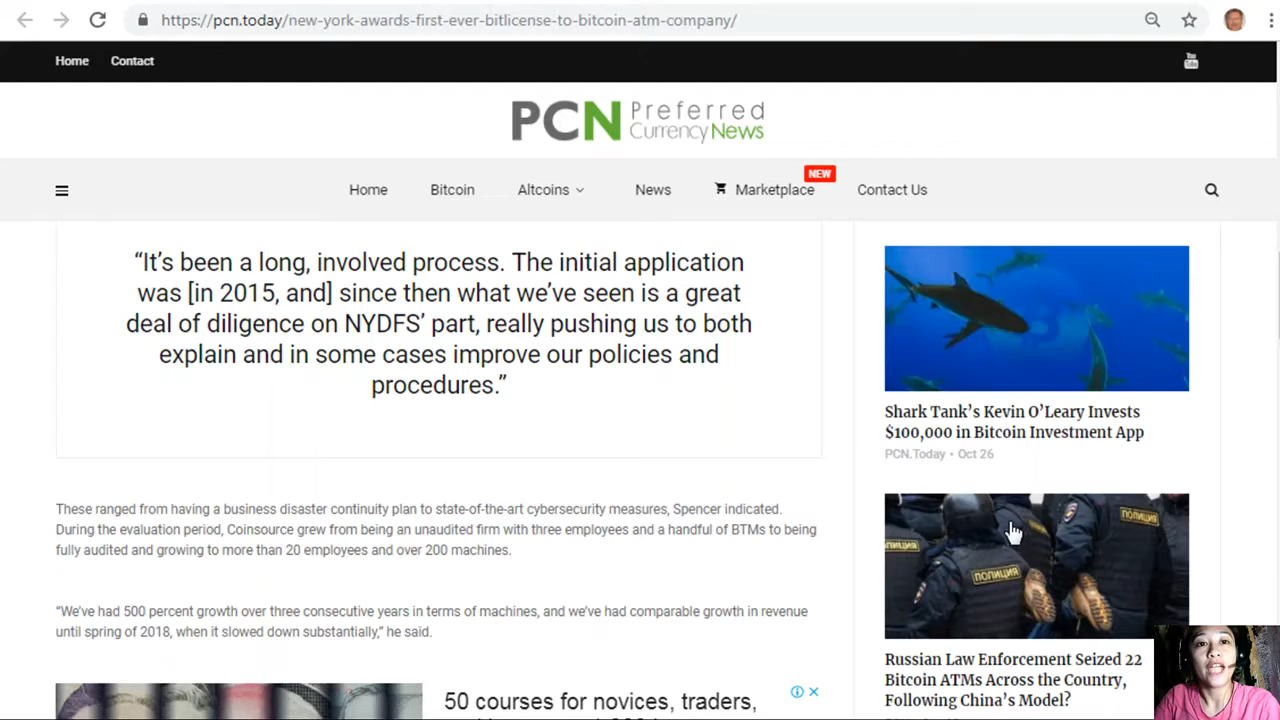 https://pcn.today/new-york-awards-first-ever-bitlicense-to-bitcoin-atm-company/
Home Contact
You Tube
PCN Preferred
CurrencyNews
Home Bitcoin Altcoins News Marketplace NEW Contact Us
“It’s been a long, involved process. The initial application
was [in 2015, and] since then what we’ve seen is a great
deal of diligence on NYDFS’ part, really pushing us to both
explain and in some cases improve our policies and
procedures.”
These ranged from having a business disaster continuity plan to state-of-the-art cybersecurity measures, Spencer indicated.
During the evaluation period, Coinsource grew from being an unaudited firm with three employees and a handful of BTMs to being
fully audited and growing to more than 20 employees and over 200 machines.
“We’ve had 500 percent growth over three consecutive years in terms of machines, and we’ve had comparable growth in revenue
until spring of 2018, when it slowed down substantially,” he said.
50 courses for novices, traders,
Shark Tank’s Kevin O’Leary Invests
$100,000 in Bitcoin Investment App
PCN.Today • Oct 26
ПОЛИЦИЯ
ПОЛИЦИЯ
Russian Law Enforcement Seized 22
Bitcoin ATMs Across the Country,
Following China’s Model?